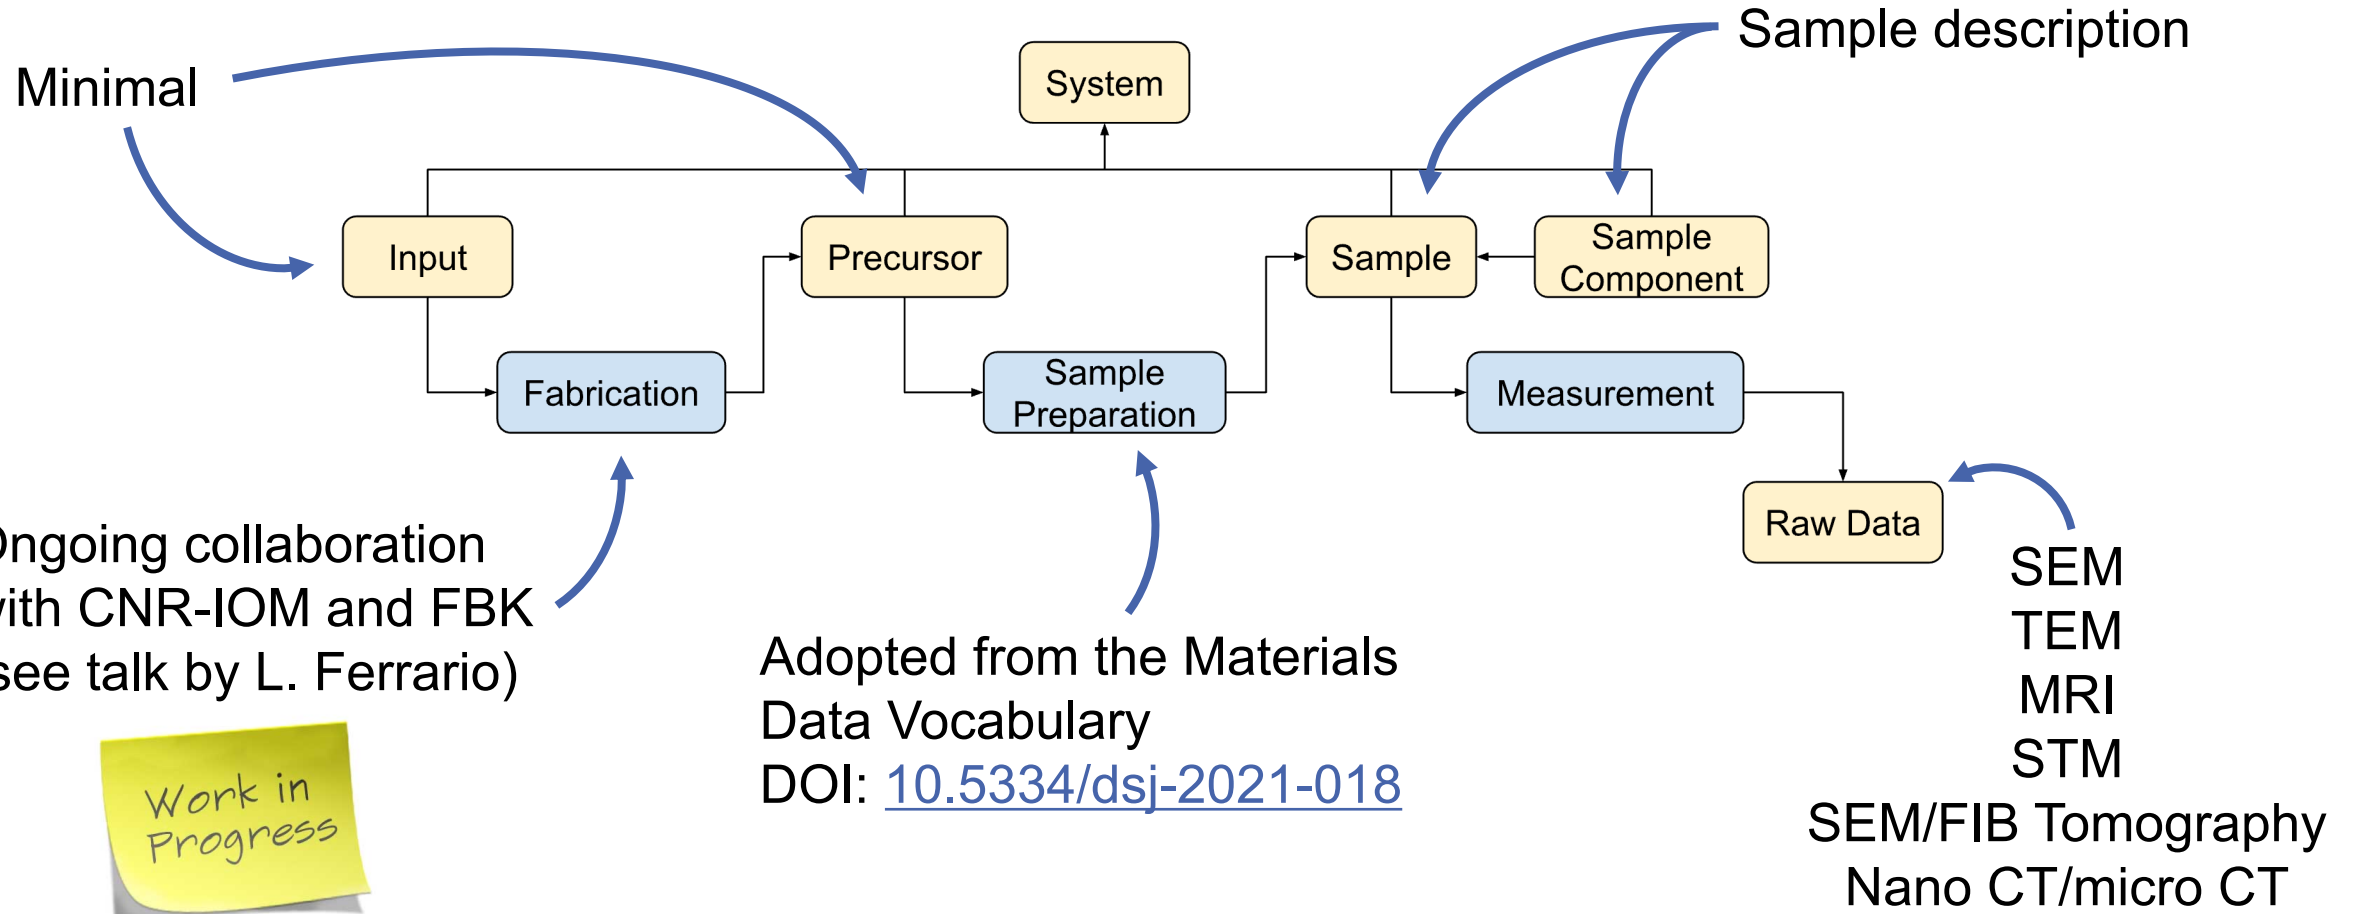 Sample description
Minimal
System
Input
Precursor
Sample
Sample
Component
Fabrication
Sample
Preparation
Measurement
Raw Data
Ongoing collaboration
with CNR-IOM and FBK
see talk by L. Ferrario)
Adopted from the Materials
Data Vocabulary
DOI: 10.5334/dsj-2021-018
SEM
TEM
MRI
STM
SEM/FIB Tomography
Nano CT/micro CT
Work in
Progress